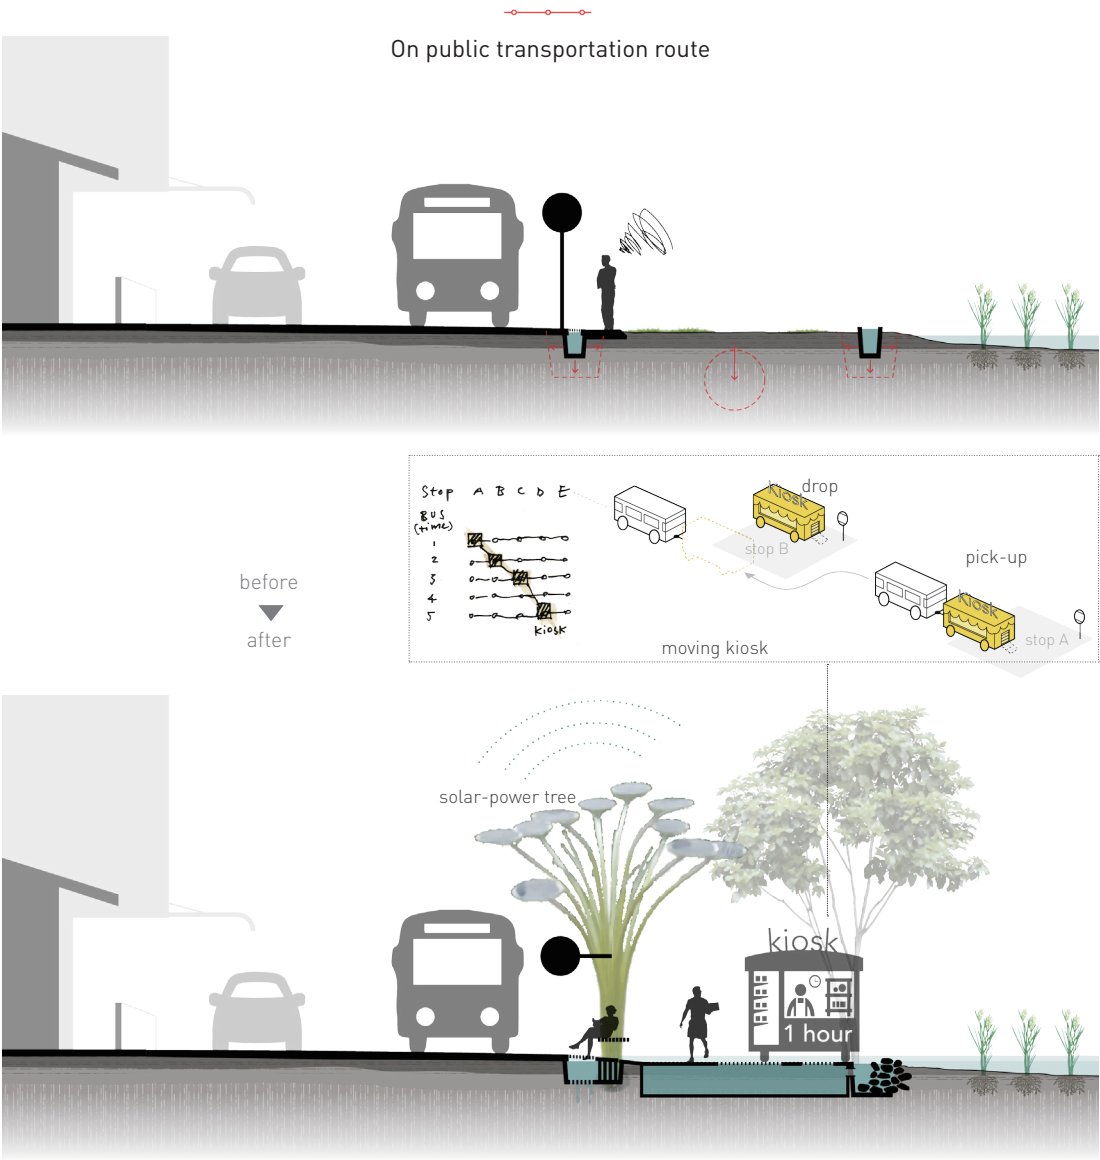 On public transportation route
Stop A B C D E
BUS
(time)
1
2
3
4
5
kiosk
kiosk
drop
stop B
pick-up
kiosk
stop A
moving kiosk
before
after
solar-power tree
kiosk
1 hour